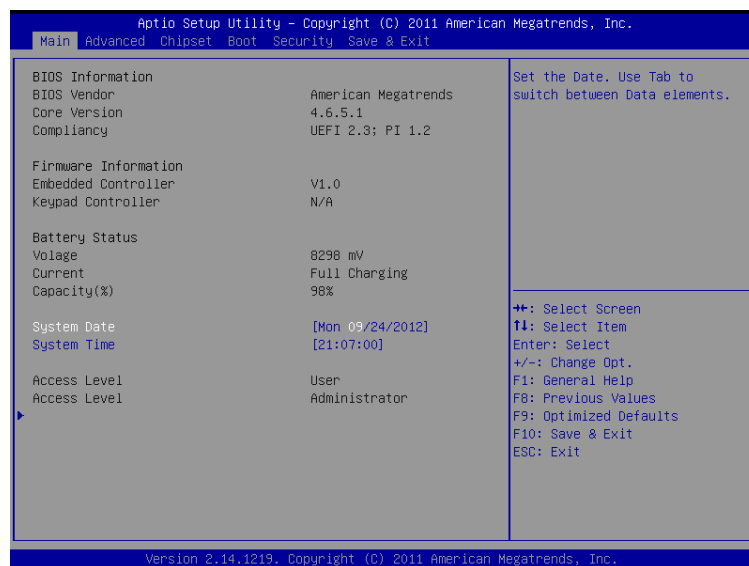 Aptio Setup Utility – Copyright (C) 2011 American Megatrends, Inc.
Main Advanced Chipset Boot Security Save & Exit
BIOS Information
BIOS Vendor American Megatrends
Core Version 4.6.5.1
Compliancy UEFI 2.3; PI 1.2
Firmware Information
Embedded Controller V1.0
Keypad Controller N/A
Battery Status
Volage 8298 mV
Current Full Charging
Capacity(%) 98%
System Date [Mon 09/24/2012]
System Time [21:07:00]
Access Level User
Access Level Administrator
Set the Date. Use Tab to
switch between Data elements.
→←: Select Screen
↑↓: Select Item
Enter: Select
+/-: Change Opt.
F1: General Help
F8: Previous Values
F9: Optimized Defaults
F10: Save & Exit
ESC: Exit
Version 2.14.1219. Copyright (C) 2011 American Megatrends, Inc.